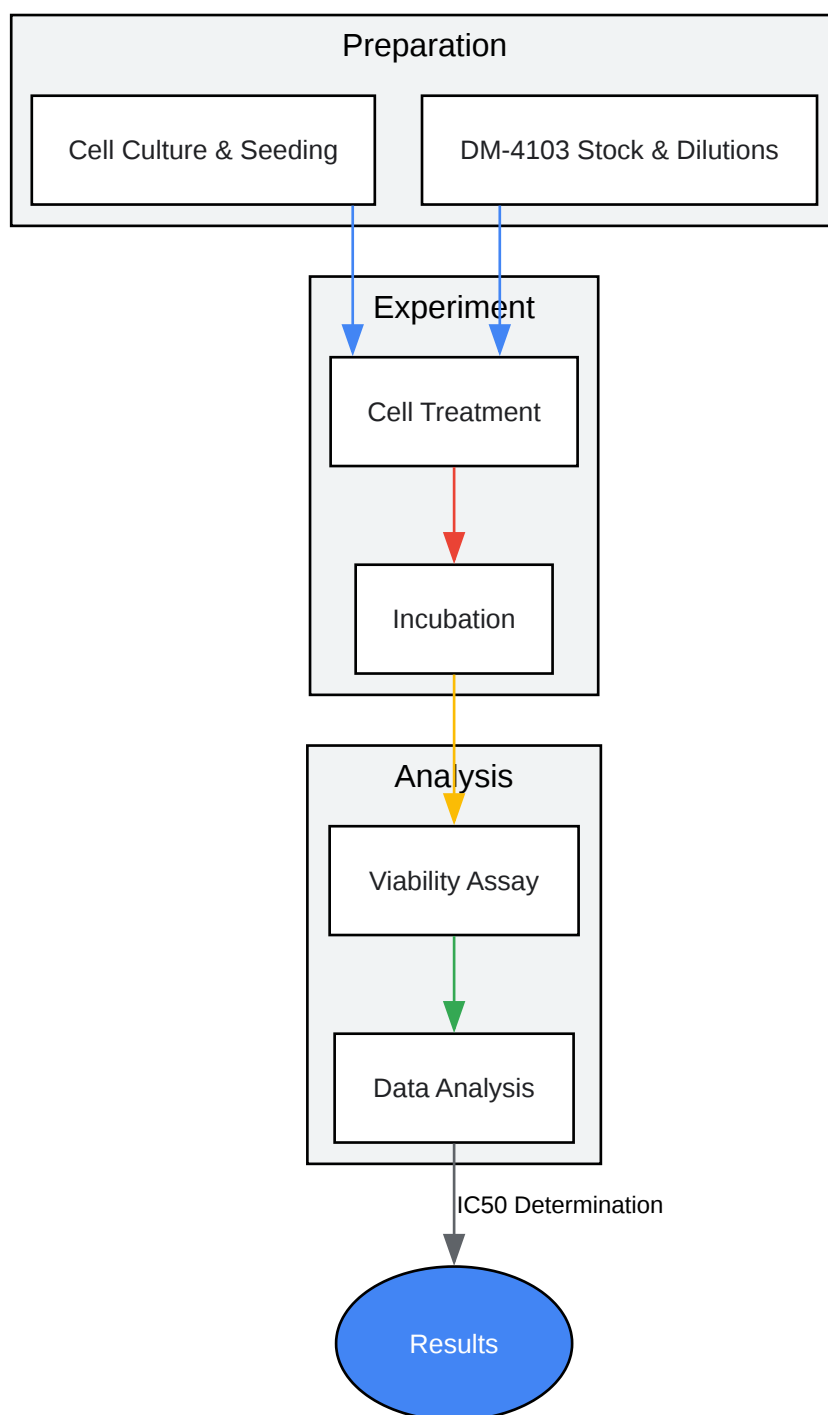 Preparation
Cell Culture & Seeding
DM-4103 Stock & Dilutions
Experiment
Cell Treatment
Incubation
Analysis
Viability Assay
Data Analysis
IC50 Determination
Results